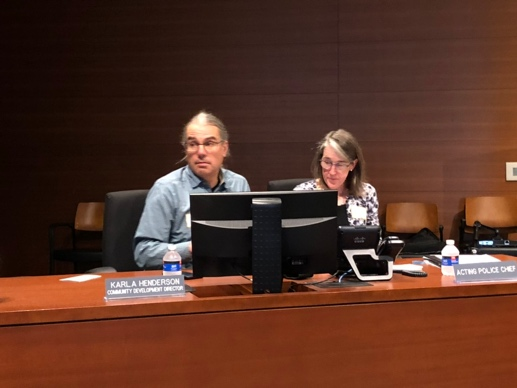 KARLA HENDERSON
COMMUNITY DEVELOPMENT DIRECTOR
ACTING POLICE CHIEF